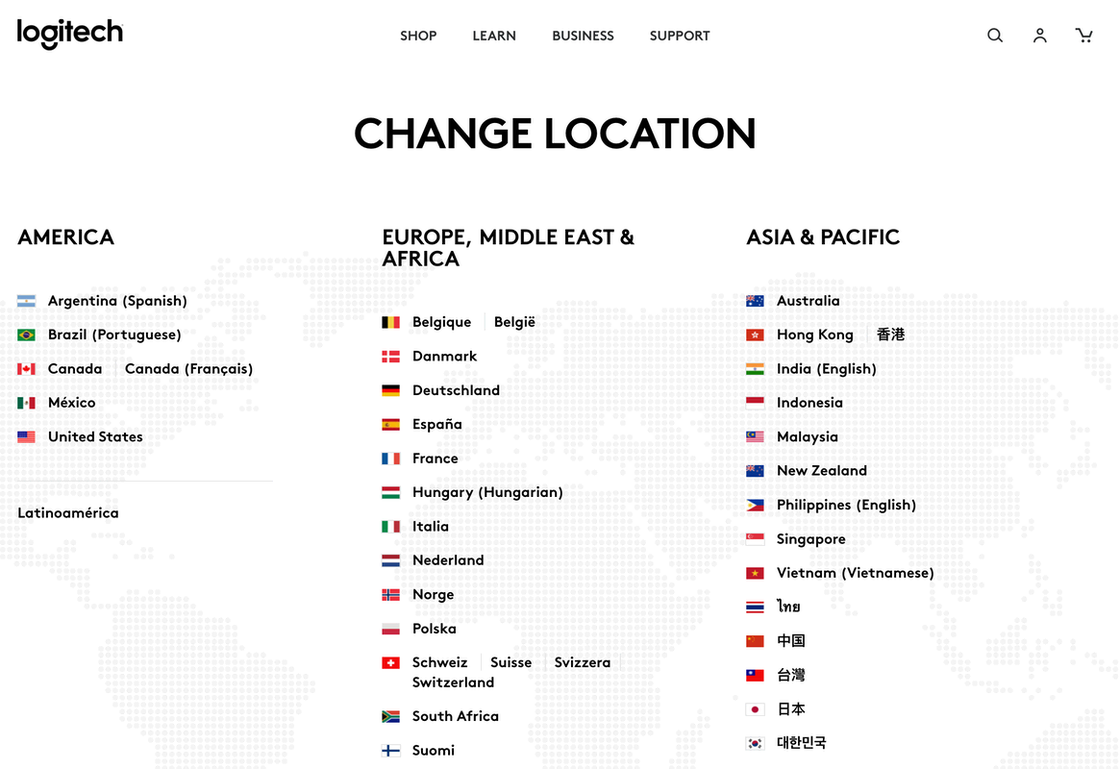 logitech
SHOP LEARN BUSINESS SUPPORT
CHANGE LOCATION
AMERICA
Argentina (Spanish)
Brazil (Portuguese)
Canada Canada (Français)
México
United States
Latinoamérica
EUROPE, MIDDLE EAST &
AFRICA
Belgique België
Danmark
Deutschland
España
France
Hungary (Hungarian)
Italia
Nederland
Norge
Polska
Schweiz Suisse Svizzera
Switzerland
South Africa
Suomi
ASIA & PACIFIC
Australia
Hong Kong 香港
India (English)
Indonesia
Malaysia
New Zealand
Philippines (English)
Singapore
Vietnam (Vietnamese)
ไทย
中国
台灣
日本
대한민국